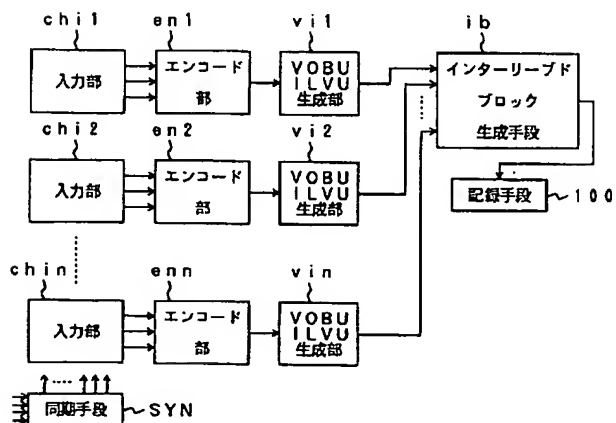 chi1 en1 vi1 ib
入力部
エンコード
部
VOBU
ILVU
生成部
インターリーブド
ブロック
生成手段
chi2 en2 vi2
入力部
エンコード
部
VOBU
ILVU
生成部
記録手段
100
chin enn vin
入力部
エンコード
部
VOBU
ILVU
生成部
同期手段
SYN